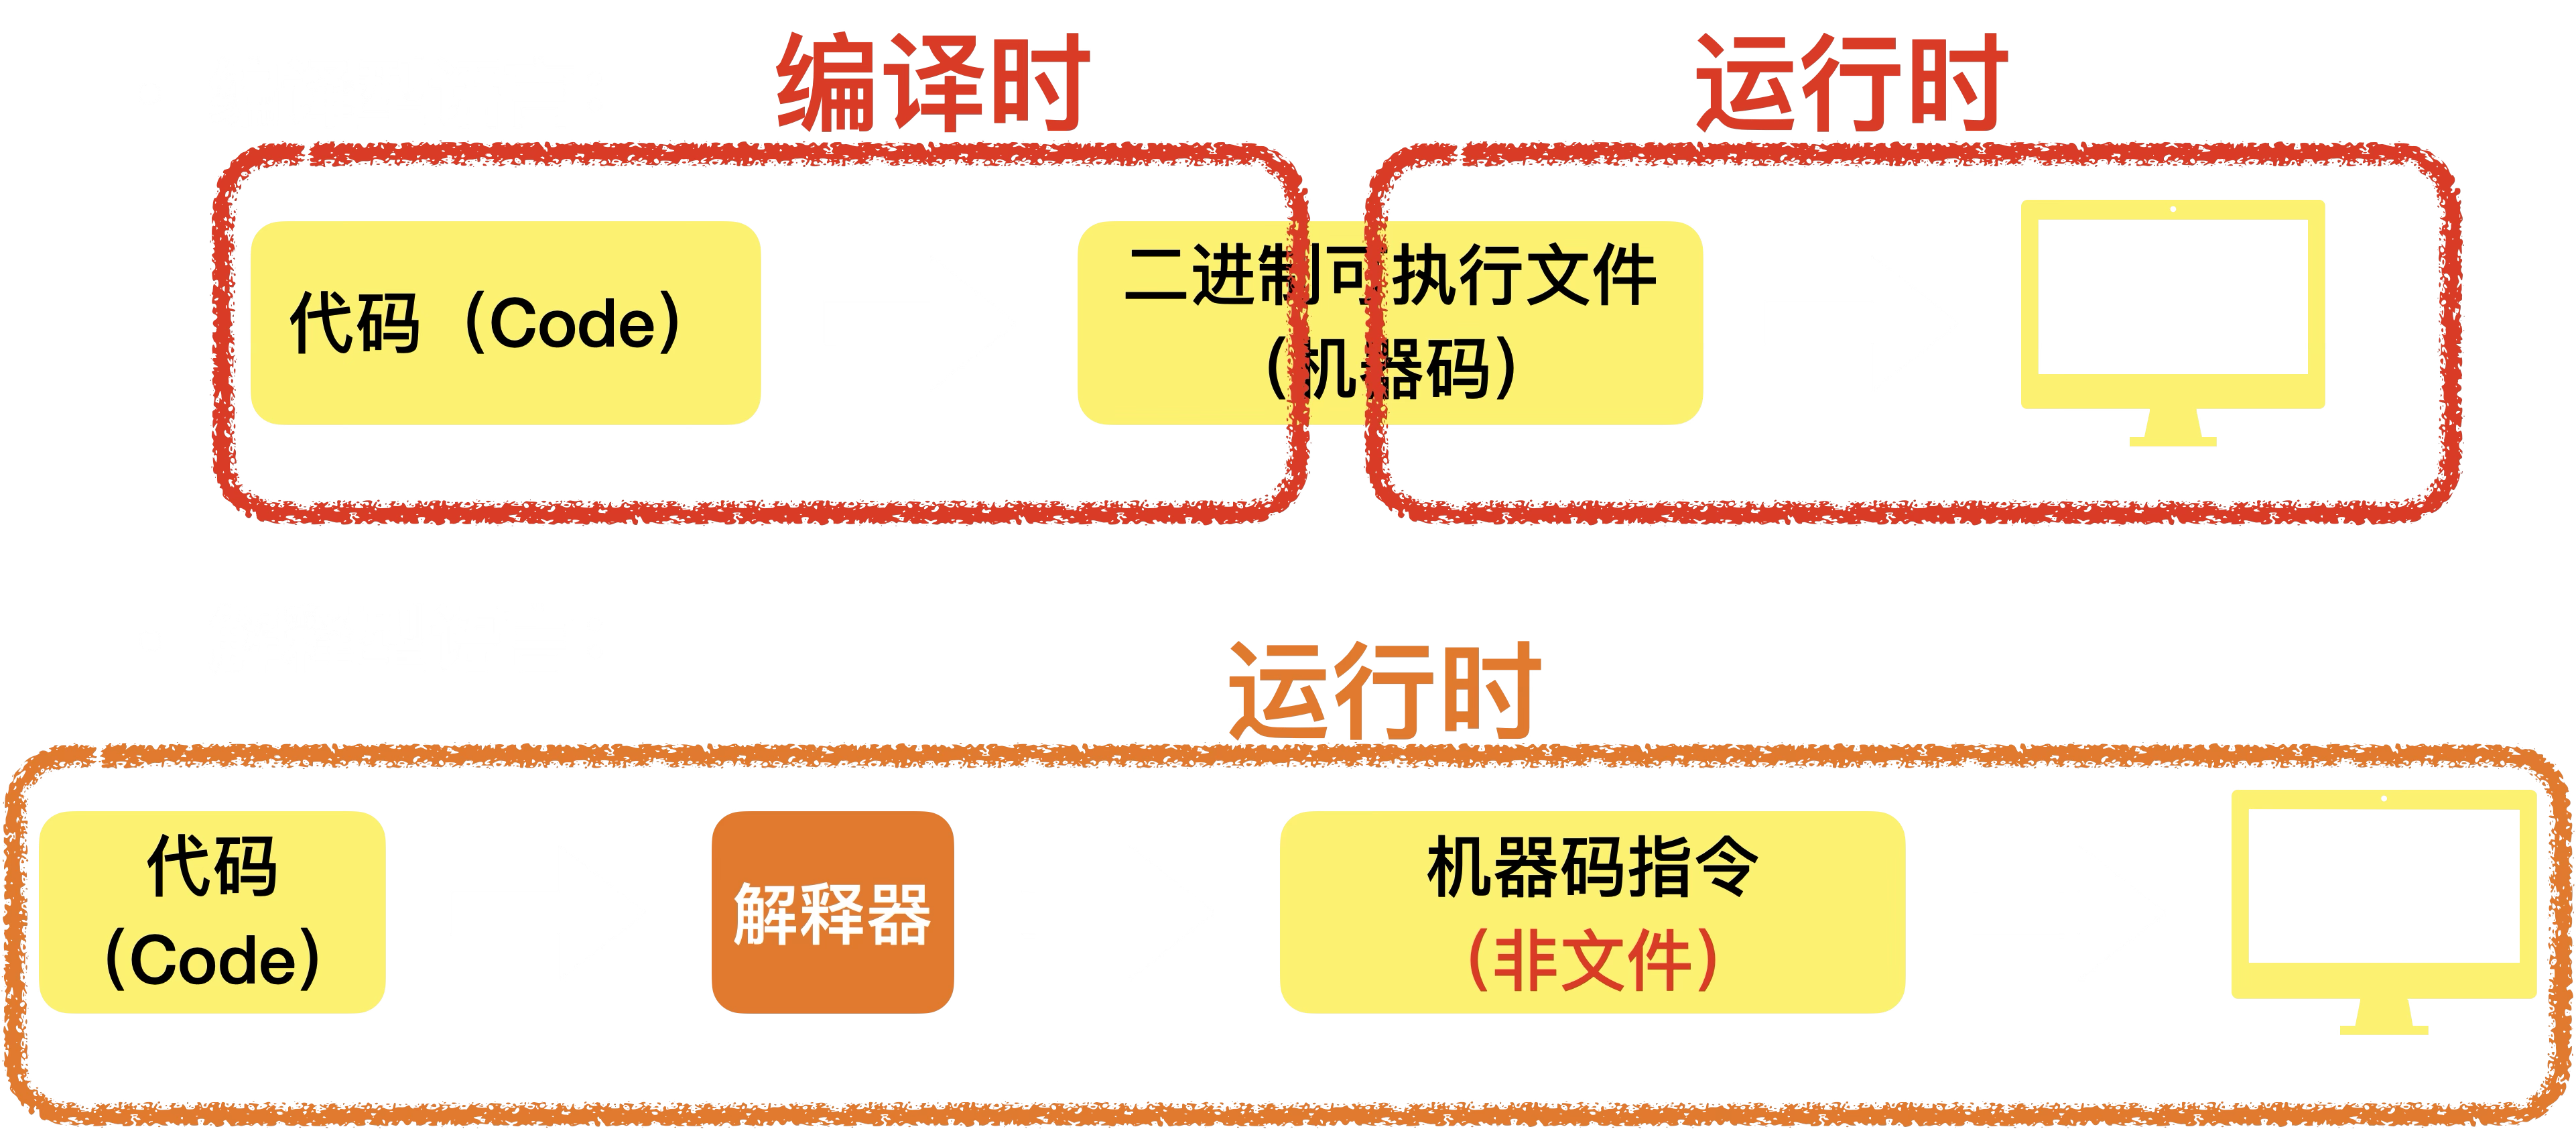 编译时
运行时
代码（Code）
二进制可执行文件
（机器码）
运行时
代码
（Code）
解释器
机器码指令
（非文件）